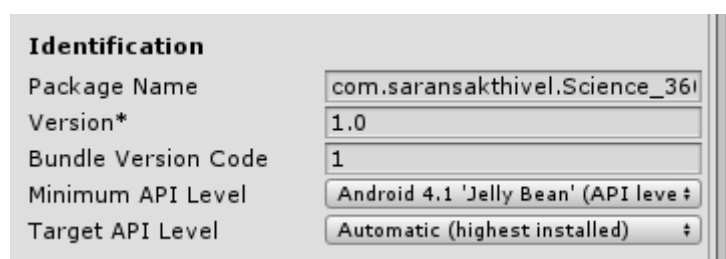 Identification
Package Name com.saransakthivel.Science_36
Version* 1.0
Bundle Version Code 1
Minimum API Level Android 4.1 'Jelly Bean' (API leve
Target API Level Automatic (highest installed)